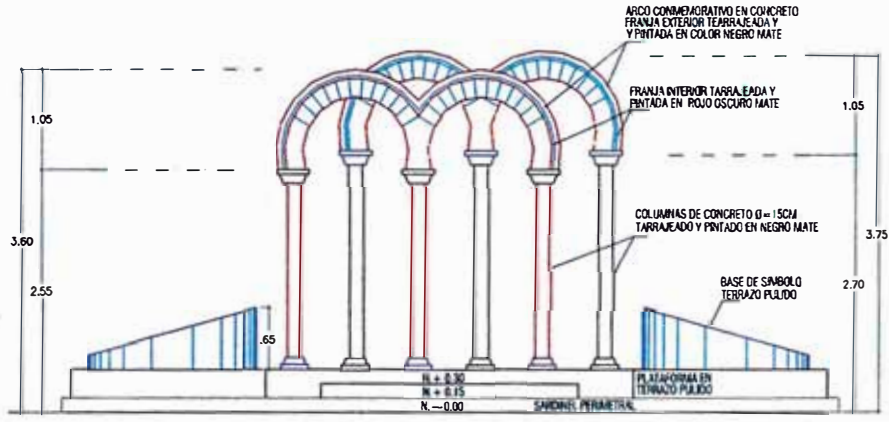 ARCO CONMEMORATIVO EN CONCRETO
FRANJA EXTERIOR TEARRAJEADA Y
Y PINTADA EN COLOR NEGRO MATE
FRANJA INTERIOR TARRAJEADA Y
PINTADA EN ROJO OSCURO MATE
1.05
1.05
COLUMNAS DE CONCRETO Ø = 15CM
TARRAJEADO Y PINTADO EN NEGRO MATE
3.60
3.75
2.55
2.70
BASE DE SIMBOLO
TERRAZO PULIDO
.65
N. + 0.30
PLATAFORMA EN
TERRAZO PULIDO
N. + 0.15
N. -- 0.00
SARDINEL PERIMETRAL